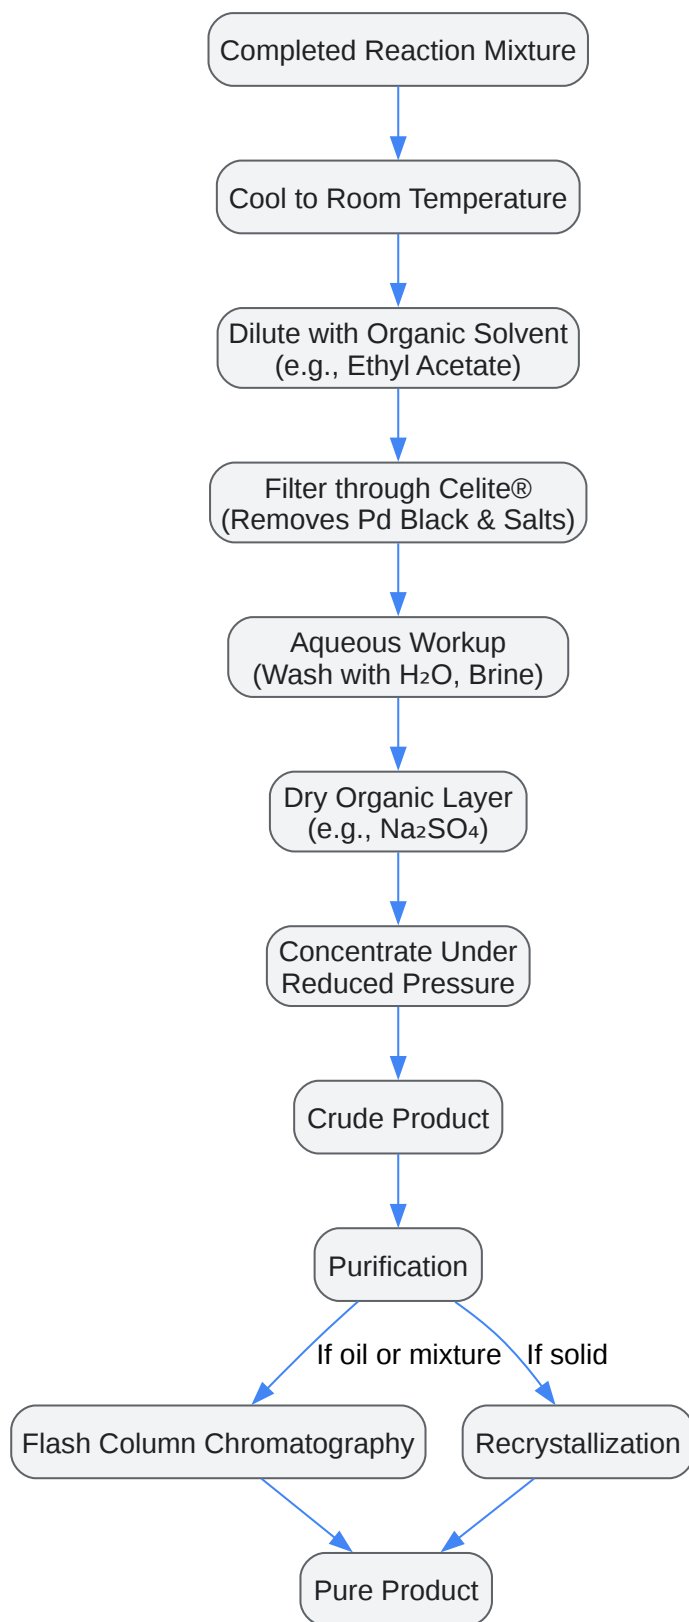 Completed Reaction Mixture
Cool to Room Temperature
Dilute with Organic Solvent
(e.g., Ethyl Acetate)
Filter through Celite®
(Removes Pd Black & Salts)
Aqueous Workup
(Wash with H₂O, Brine)
Dry Organic Layer
(e.g., Na₂SO₄)
Concentrate Under
Reduced Pressure
Crude Product
Purification
If oil or mixture
If solid
Flash Column Chromatography
Recrystallization
Pure Product